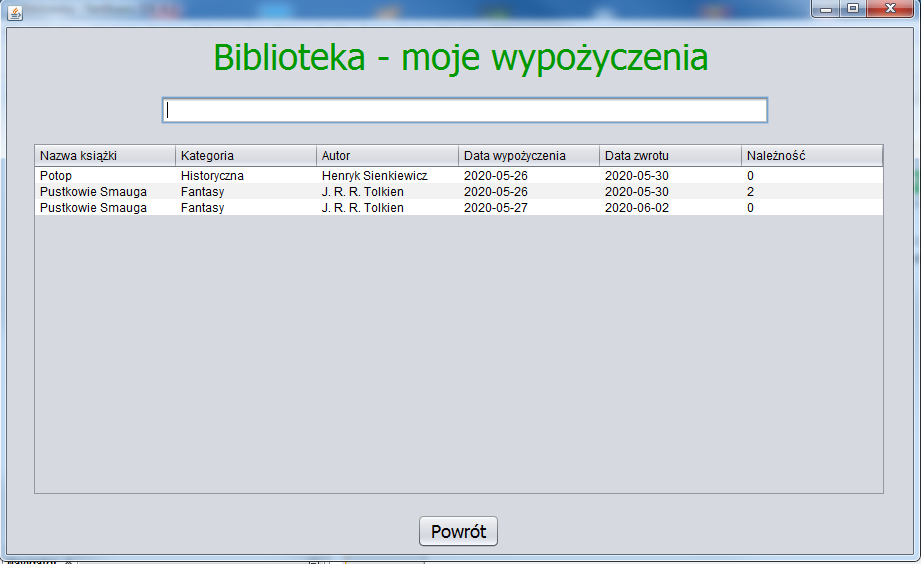 Biblioteka - moje wypożyczenia
Nazwa książki Kategoria Autor Data wypożyczenia Data zwrotu Należność
Potop Historyczna Henryk Sienkiewicz 2020-05-26 2020-05-30 0
Pustkowie Smauga Fantasy J. R. R. Tolkien 2020-05-26 2020-05-30 2
Pustkowie Smauga Fantasy J. R. R. Tolkien 2020-05-27 2020-06-02 0
Powrót